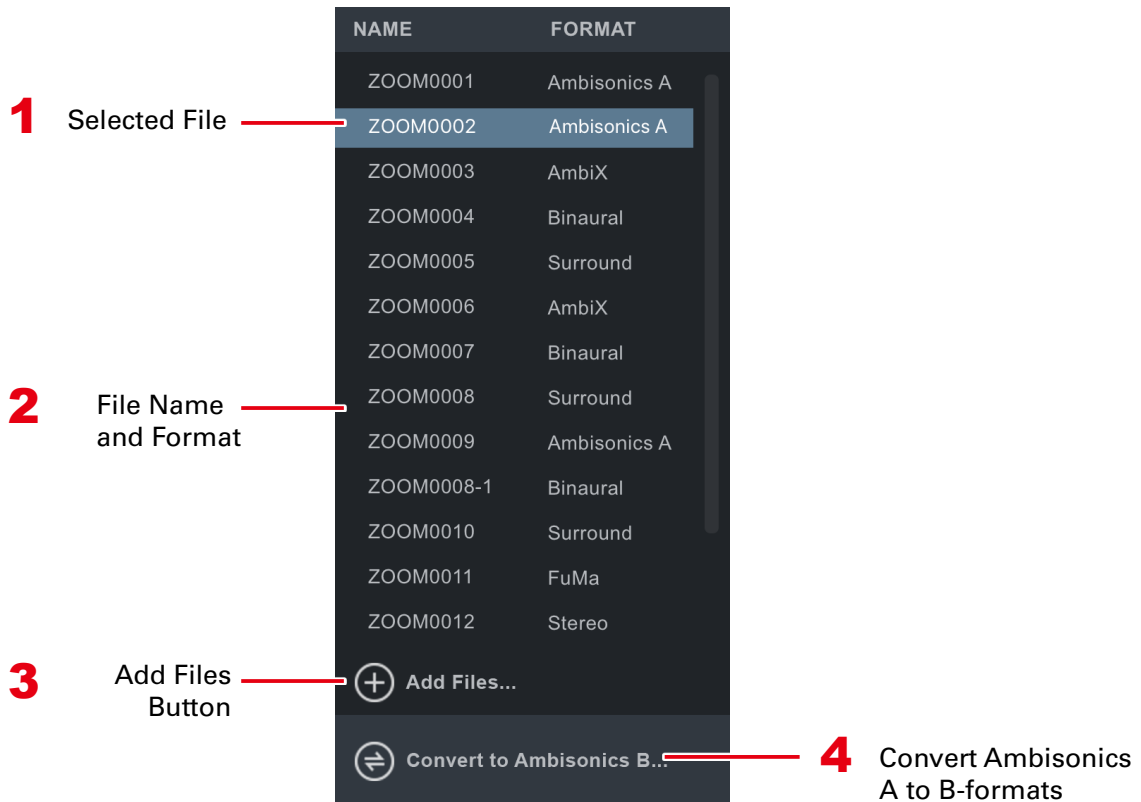 NAME FORMAT
ZOOM0001 Ambisonics A
1 Selected File
ZOOM0002 Ambisonics A
ZOOM0003 AmbiX
ZOOM0004 Binaural
ZOOM0005 Surround
ZOOM0006 AmbiX
ZOOM0007 Binaural
2 File Name
and Format
ZOOM0008 Surround
ZOOM0009 Ambisonics A
ZOOM0008-1 Binaural
ZOOM0010 Surround
ZOOM0011 FuMa
ZOOM0012 Stereo
3 Add Files
Button
Add Files...
Convert to Ambisonics B...
4 Convert Ambisonics
A to B-formats